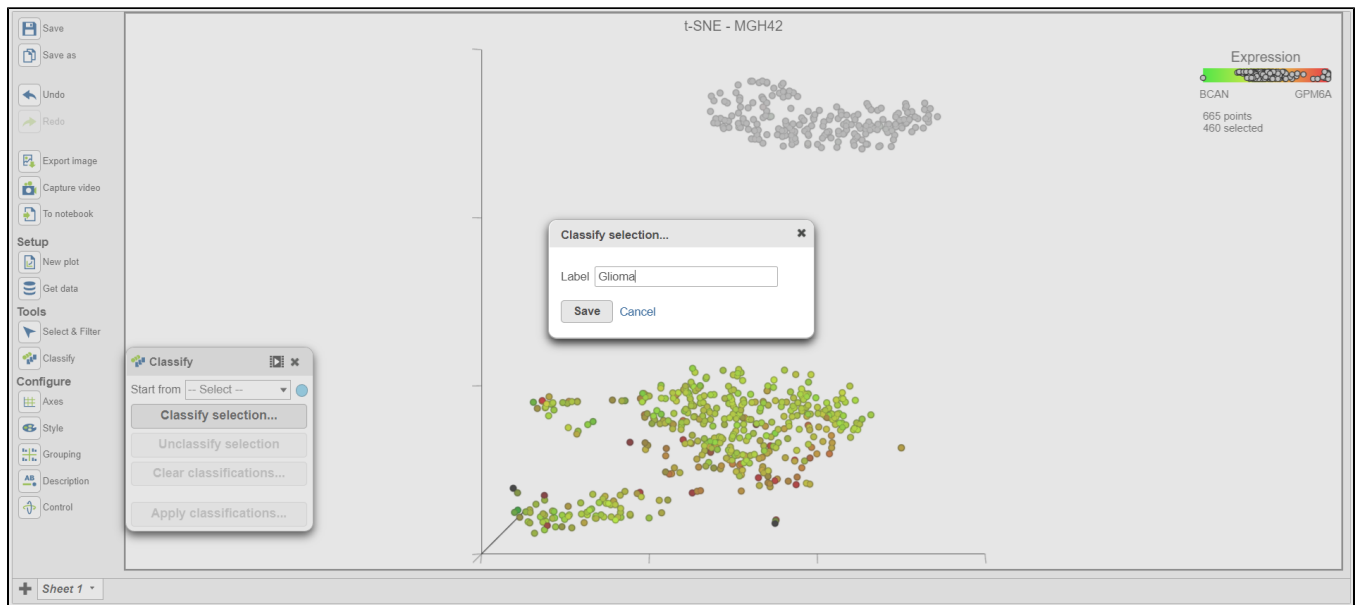 t-SNE - MGH42
Save
Save as
Undo
Redo
Export image
Capture video
To notebook
Setup
New plot
Get data
Tools
Select & Filter
Classify
Configure
Axes
Style
Grouping
AB
Description
Control
Expression
BCAN GPM6A
665 points
460 selected
Classify selection...
Label Glioma
Save Cancel
Classify
Start from -- Select --
Classify selection...
Unclassify selection
Clear classifications...
Apply classifications...
Sheet 1